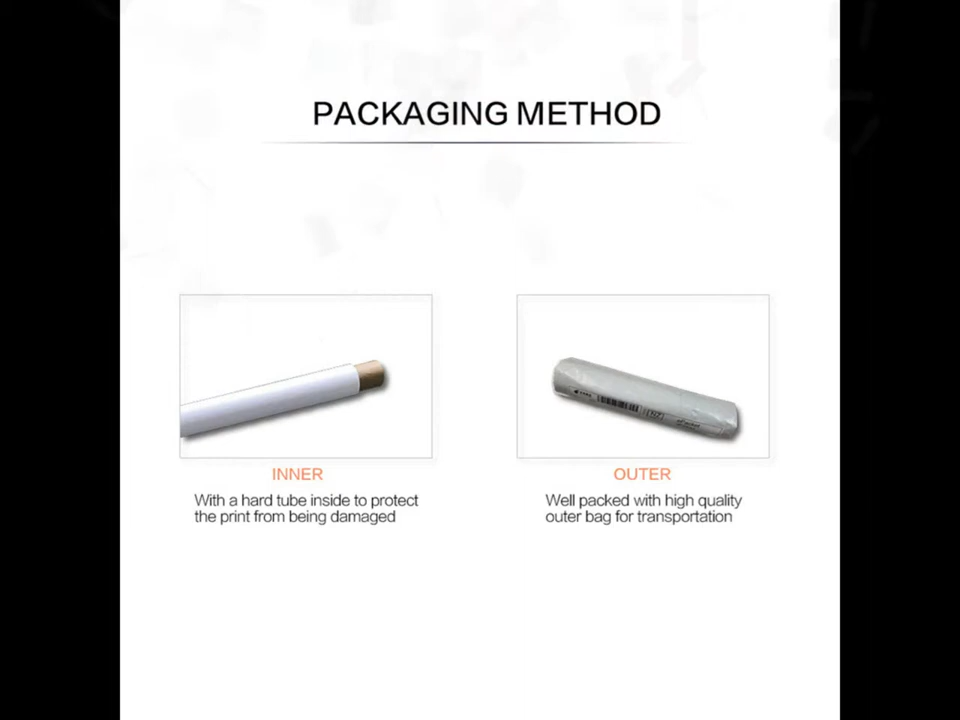 PACKAGING METHOD
INNER
With a hard tube inside to protect
the print from being damaged
OUTER
Well packed with high quality
outer bag for transportation